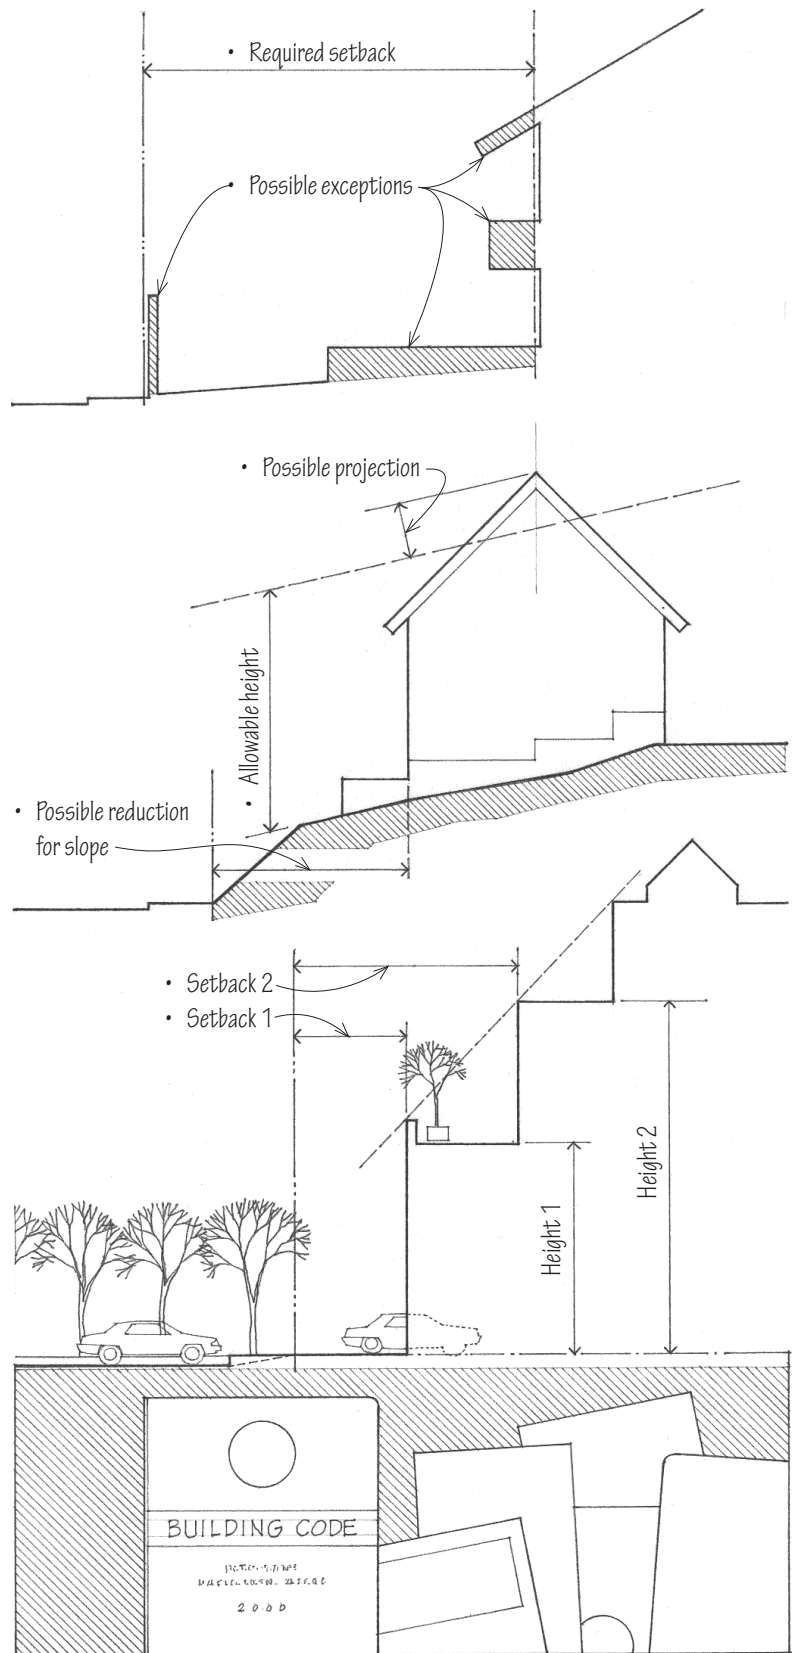 • Required setback
• Possible exceptions
• Possible projection
• Allowable height
• Possible reduction
for slope
• Setback 2
• Setback 1
Height 2
Height 1
BUILDING CODE
2000